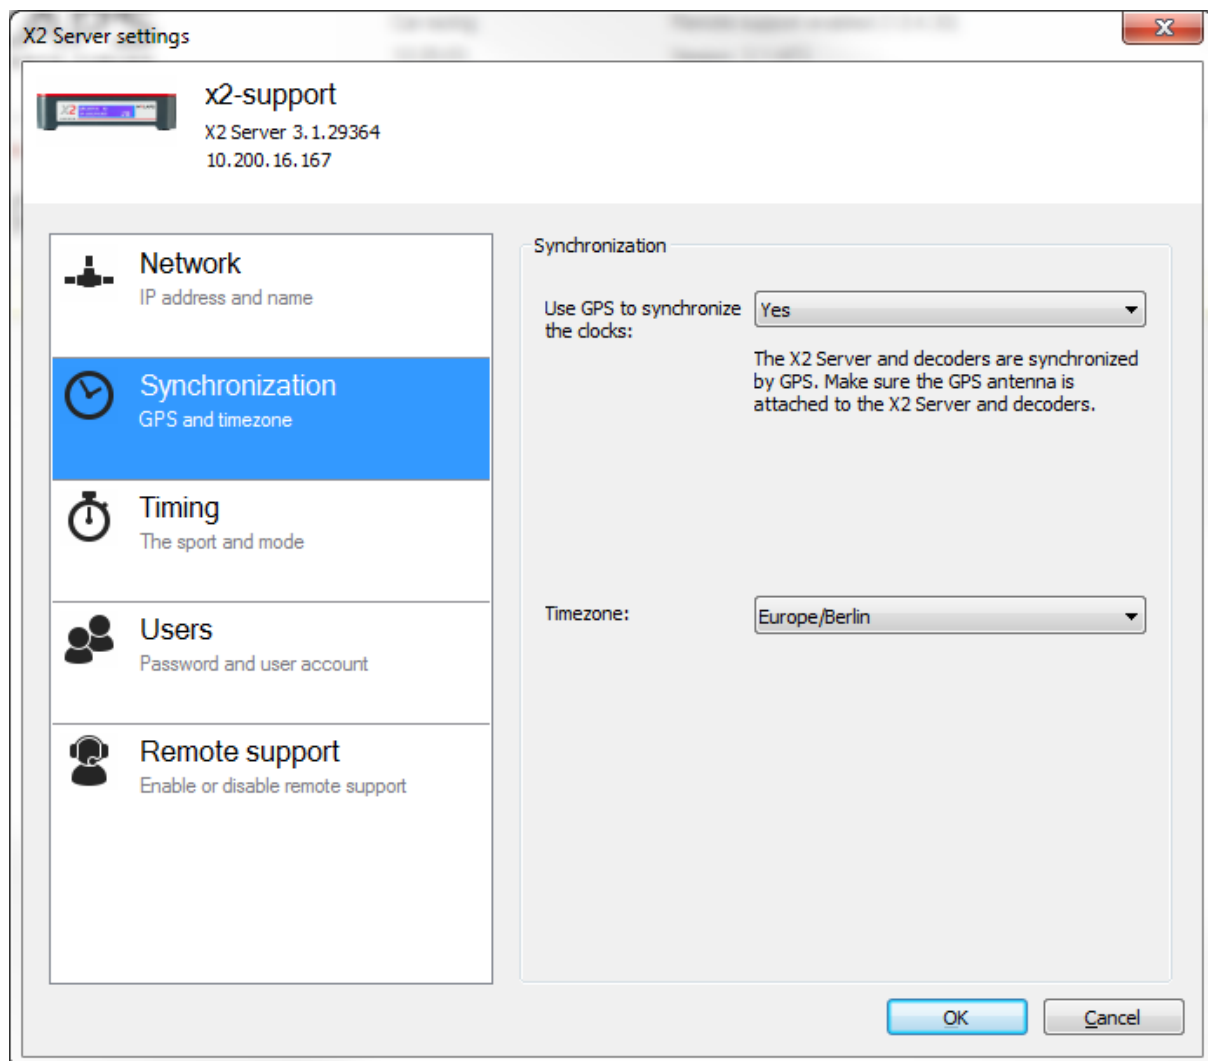 X2 Server settings
x2-support
X2 Server 3.1.29364
10.200.16.167
Network
IP address and name
Synchronization
GPS and timezone
Timing
The sport and mode
Users
Password and user account
Remote support
Enable or disable remote support
Synchronization
Use GPS to synchronize
the clocks:
Yes
The X2 Server and decoders are synchronized
by GPS. Make sure the GPS antenna is
attached to the X2 Server and decoders.
Timezone:
Europe/Berlin
OK
Cancel